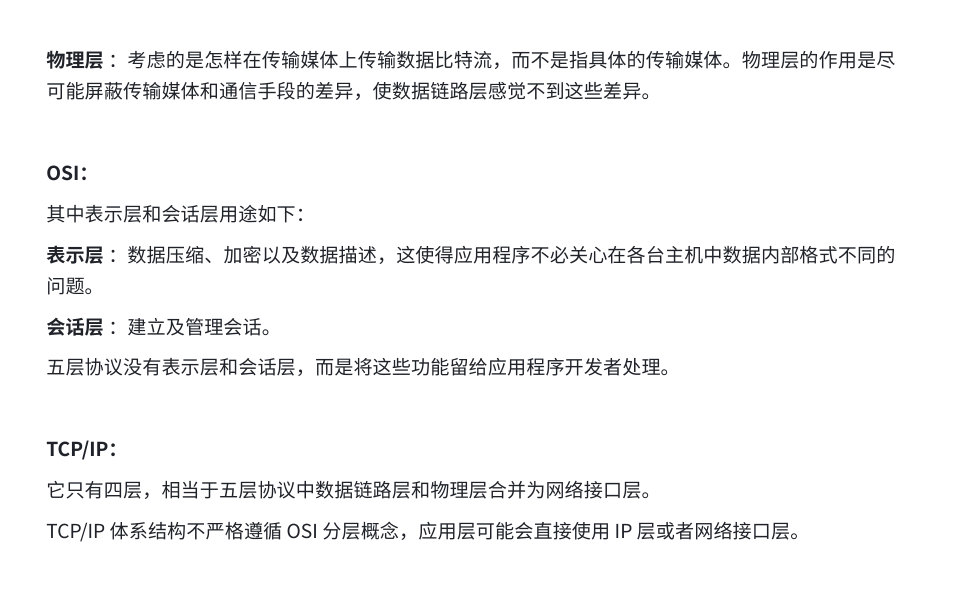 物理层 ：考虑的是怎样在传输媒体上传输数据比特流，而不是指具体的传输媒体。物理层的作用是尽
可能屏蔽传输媒体和通信手段的差异，使数据链路层感觉不到这些差异。
OSI：
其中表示层和会话层用途如下：
表示层 ：数据压缩、加密以及数据描述，这使得应用程序不必关心在各台主机中数据内部格式不同的
问题。
会话层 ：建立及管理会话。
五层协议没有表示层和会话层，而是将这些功能留给应用程序开发者处理。
TCP/IP：
它只有四层，相当于五层协议中数据链路层和物理层合并为网络接口层。
TCP/IP 体系结构不严格遵循 OSI 分层概念，应用层可能会直接使用 IP 层或者网络接口层。